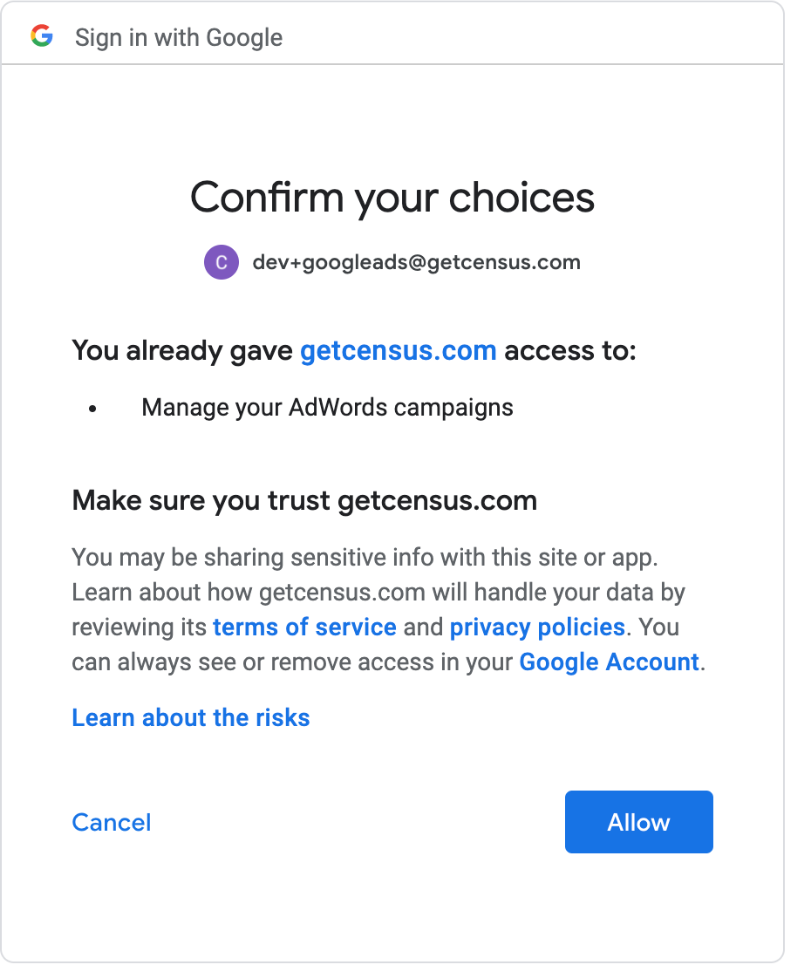 Sign in with Google
Confirm your choices
C
dev+googleads@getcensus.com
You already gave getcensus.com access to:
• Manage your AdWords campaigns
Make sure you trust getcensus.com
You may be sharing sensitive info with this site or app.
Learn about how getcensus.com will handle your data by
reviewing its terms of service and privacy policies. You
can always see or remove access in your Google Account.
Learn about the risks
Cancel
Allow